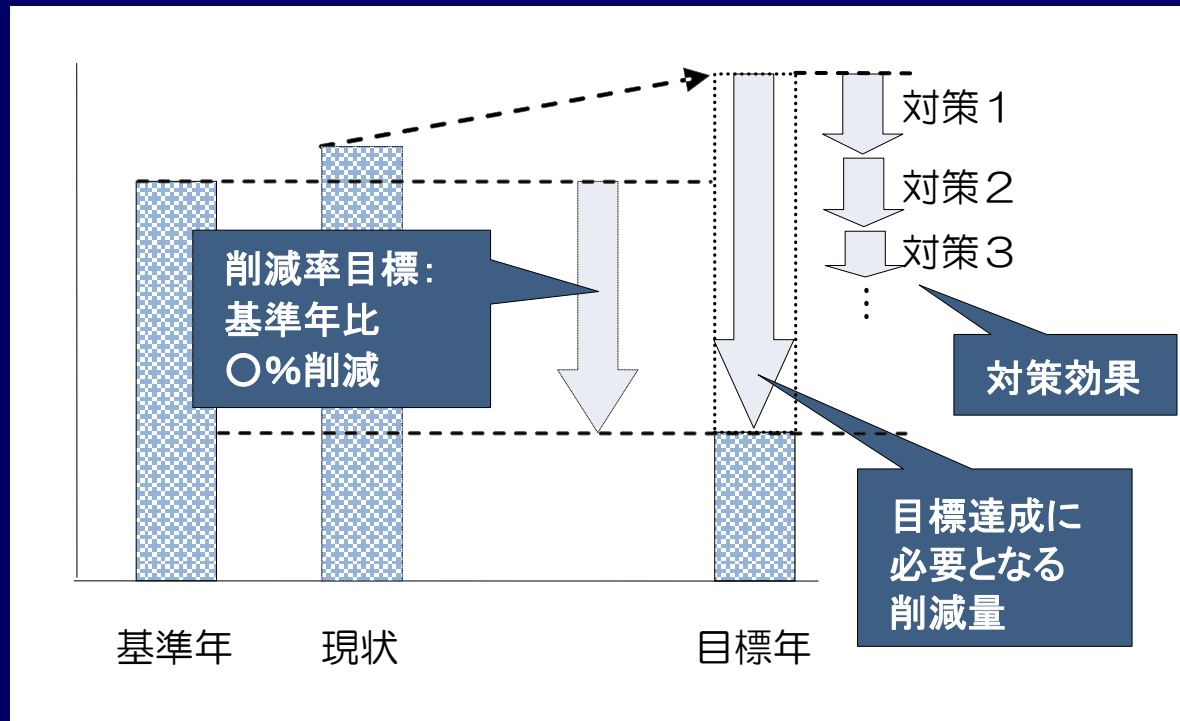 対策１
対策２
対策３
⋮
削減率目標：
基準年比
○%削減
対策効果
目標達成に
必要となる
削減量
基準年
現状
目標年